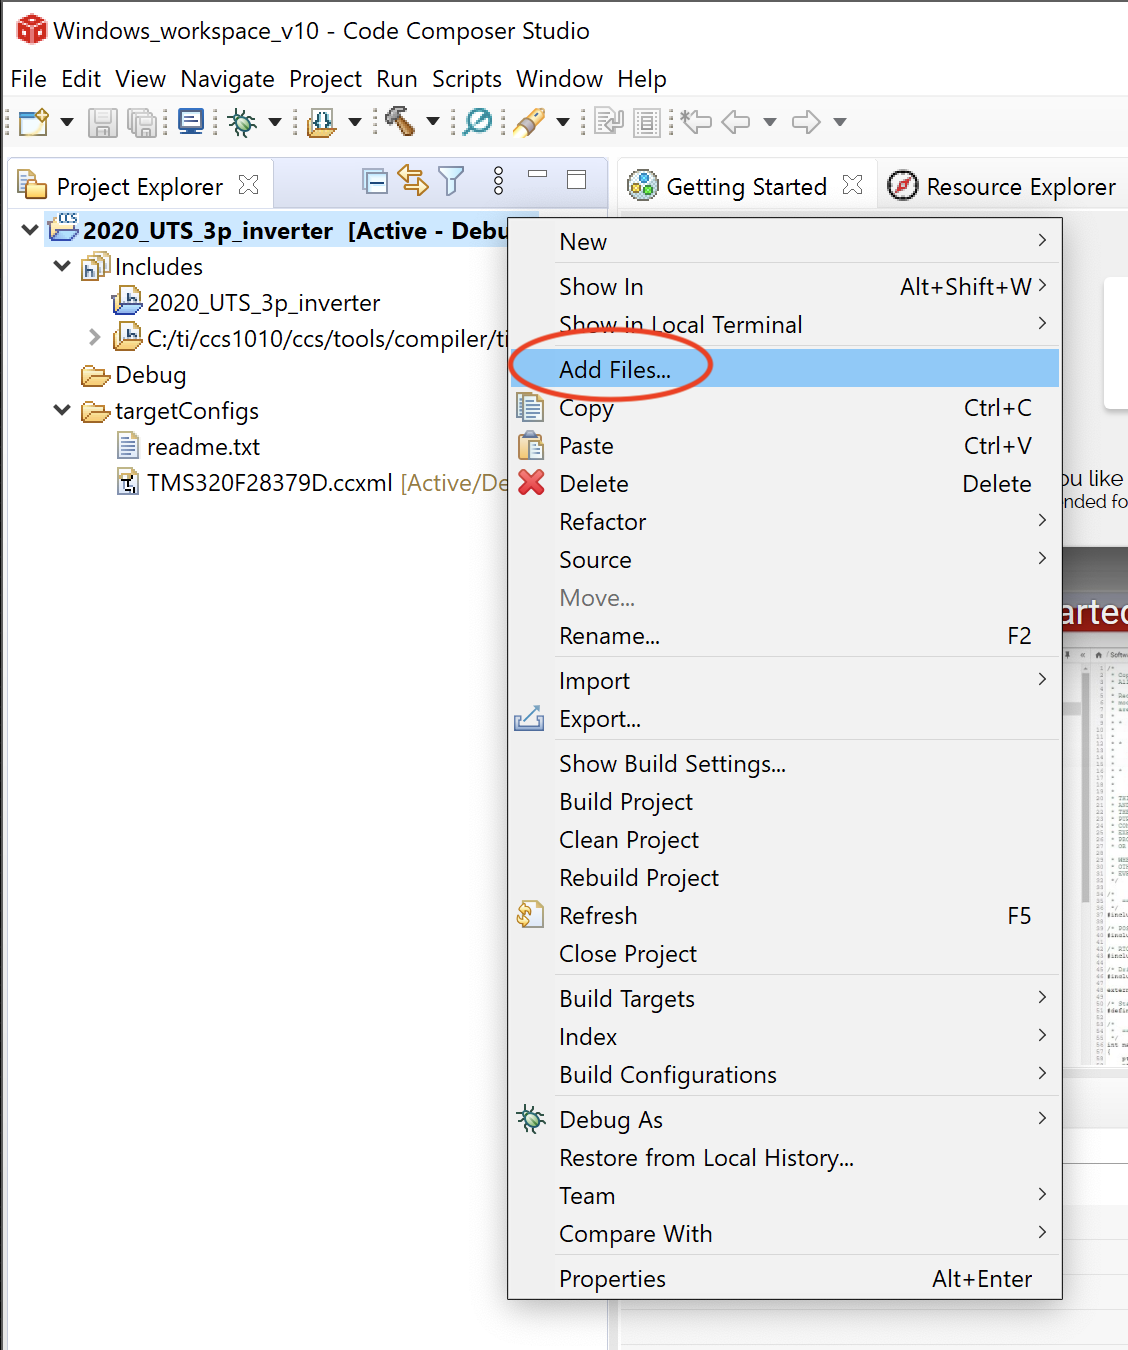 Windows_workspace_v10 - Code Composer Studio
File Edit View Navigate Project Run Scripts Window Help
Project Explorer
Getting Started
Resource Explorer
2020_UTS_3p_inverter [Active - Debu
Includes
2020_UTS_3p_inverter
C:/ti/ccs1010/ccs/tools/compiler/ti
Debug
targetConfigs
readme.txt
TMS320F28379D.ccxml [Active/De
New
Show In Alt+Shift+W
Show in Local Terminal
Add Files...
Copy Ctrl+C
Paste Ctrl+V
Delete Delete
Refactor
Source
Move...
Rename... F2
Import
Export...
Show Build Settings...
Build Project
Clean Project
Rebuild Project
Refresh F5
Close Project
Build Targets
Index
Build Configurations
Debug As
Restore from Local History...
Team
Compare With
Properties Alt+Enter
ou like
nded fo
arted